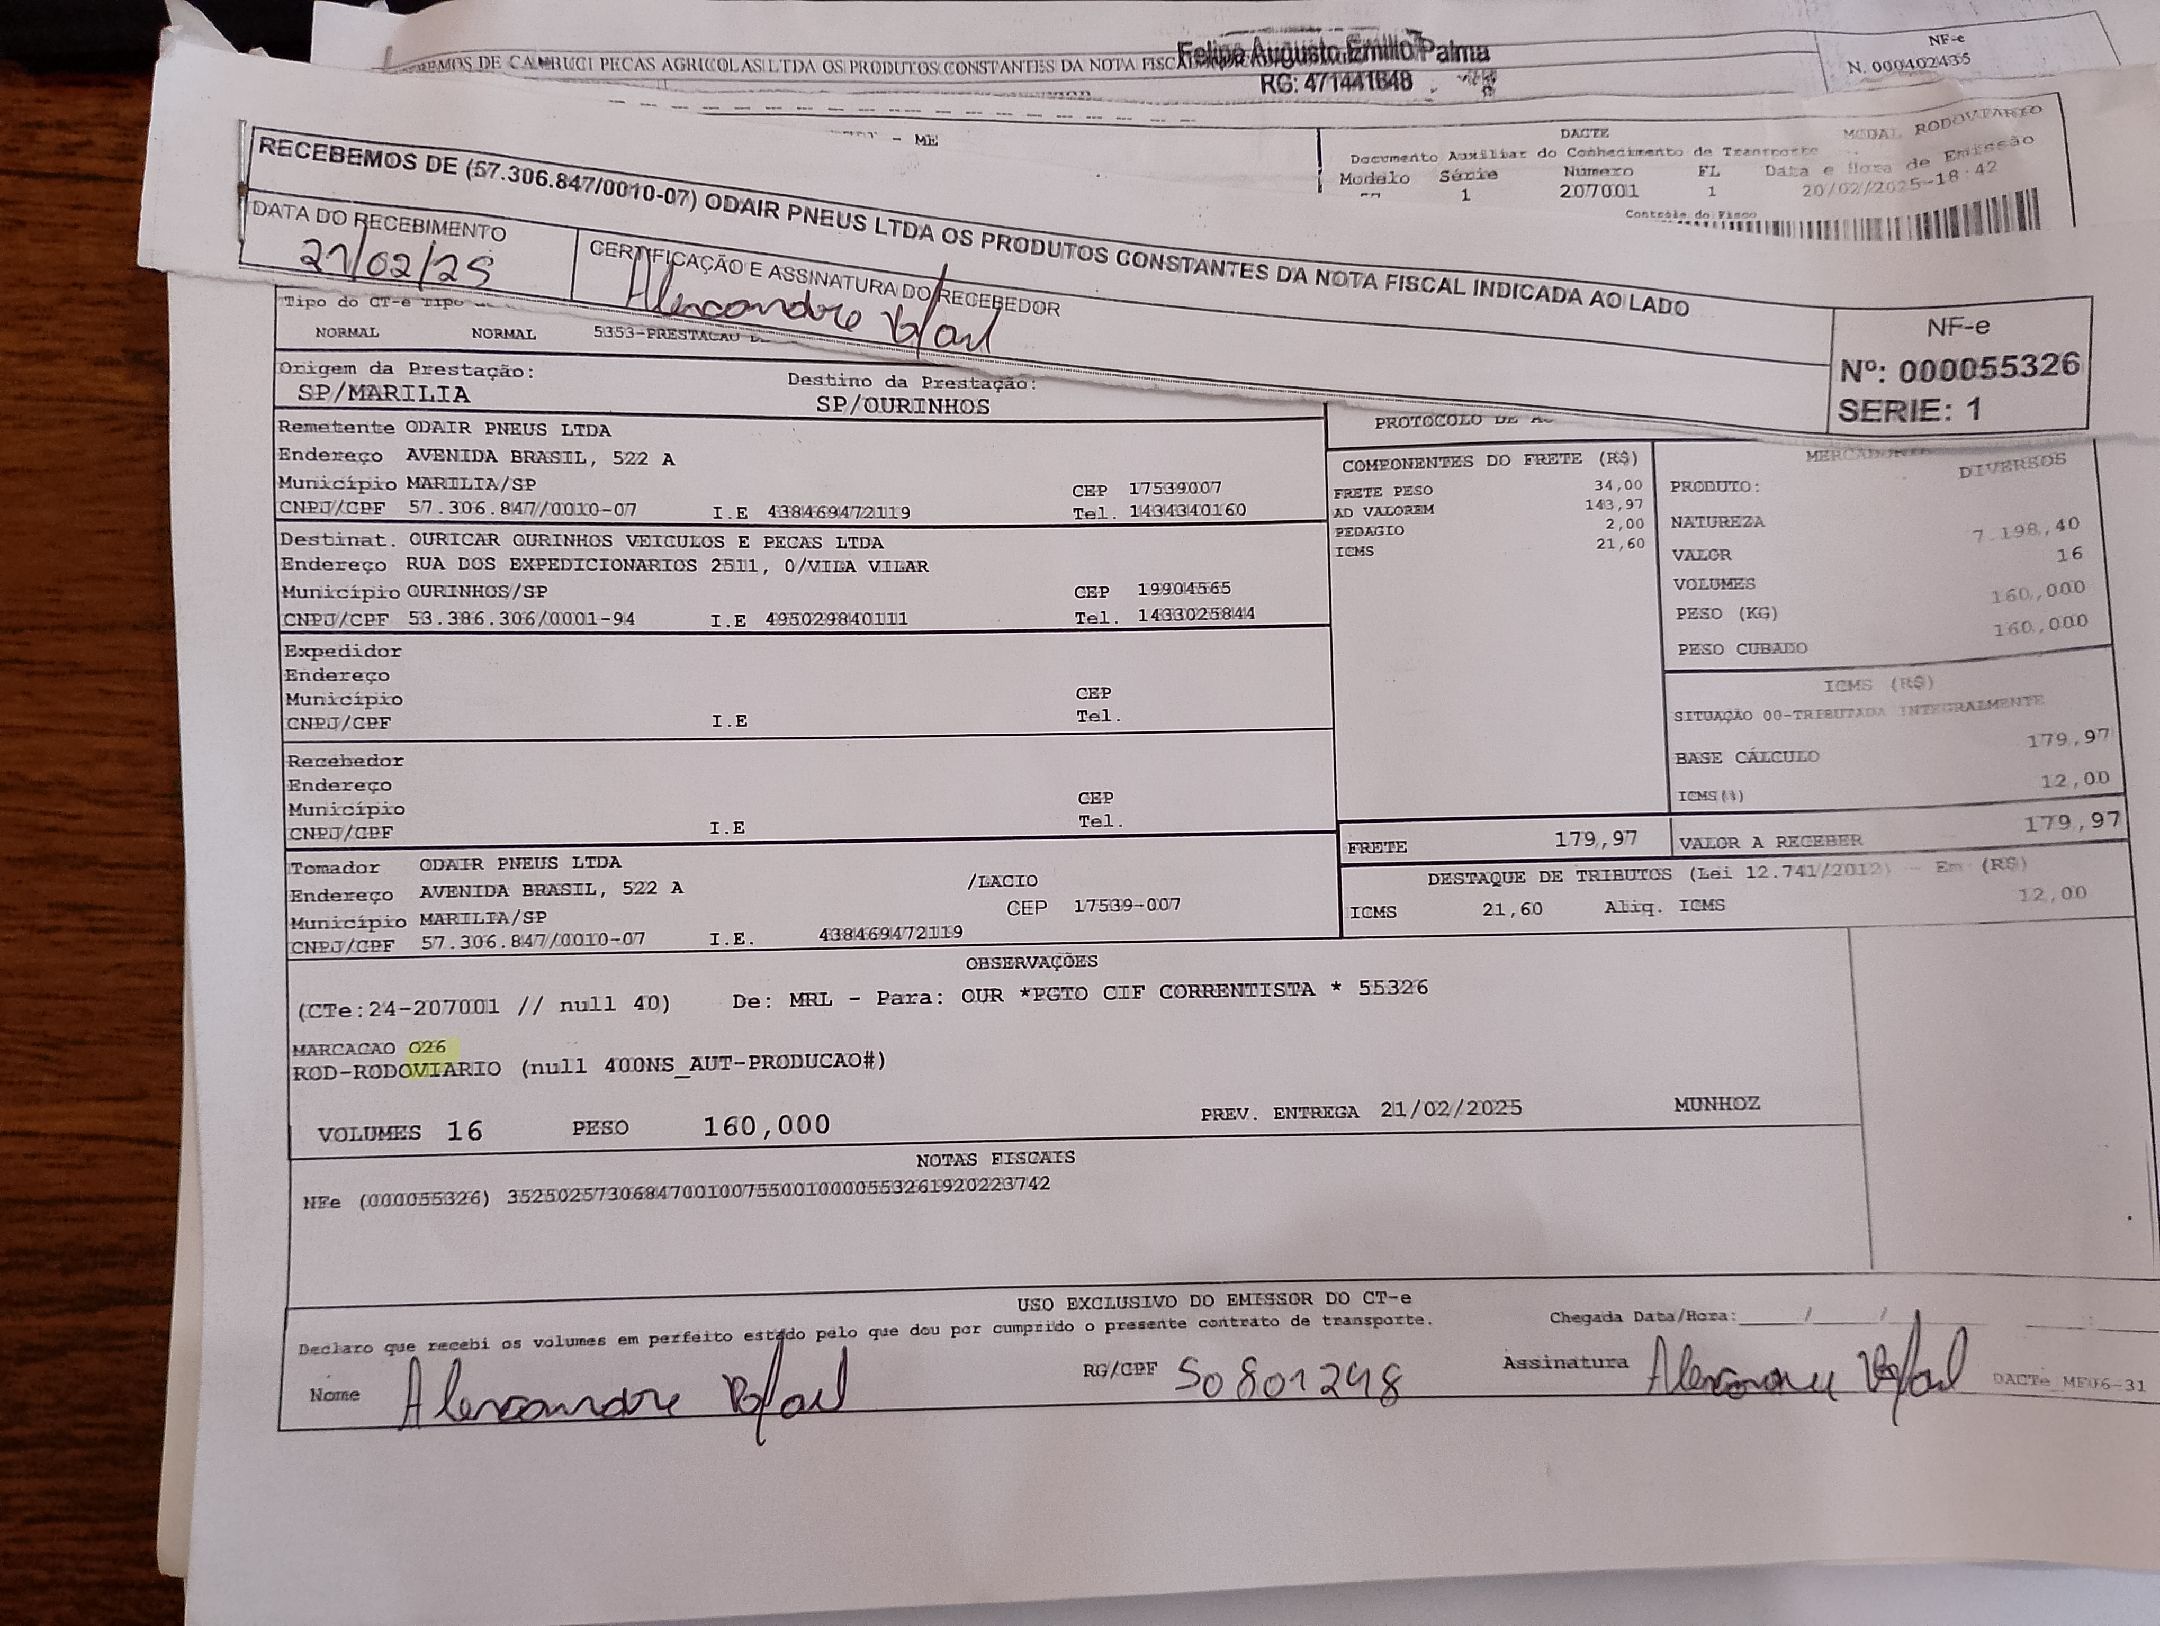 Felipe Augusto Emilio Palma
RG: 471441648
DE CAMBUCI PECAS AGRICOLAS LTDA OS PRODUTOS CONSTANTES DA NOTA
NF-e
N. 000402435
- ME
DACTE
MODAL RODOVIARIO
Documento Auxiliar do Conhecimento de Transporte
Modelo Série Número FL Data e Hora de Emissão
1 207001 1 20/02/2025-18:42
Controle do Fisco
RECEBEMOS DE (57.306.847/0010-07) ODAIR PNEUS LTDA OS PRODUTOS CONSTANTES DA NOTA FISCAL INDICADA AO LADO
DATA DO RECEBIMENTO
21/02/25
CERTIFICAÇÃO E ASSINATURA DO RECEBEDOR
Alexsandre Rafael
NF-e
Nº: 000055326
SERIE: 1
Tipo do CT-e Tipo
NORMAL NORMAL 5353-PRESTACAO
Origem da Prestação:
SP/MARILIA
Destino da Prestação:
SP/OURINHOS
Remetente ODAIR PNEUS LTDA
Endereço AVENIDA BRASIL, 522 A
Município MARILIA/SP CEP 17539007
CNPJ/CPF 57.306.847/0010-07 I.E 438469472119 Tel. 1434340160
Destinat. OURICAR OURINHOS VEICULOS E PECAS LTDA
Endereço RUA DOS EXPEDICIONARIOS 2511, 0/VILA VILAR
Município OURINHOS/SP CEP 19904565
CNPJ/CPF 53.386.306/0001-94 I.E 495029840111 Tel. 1433025844
Expedidor
Endereço
Município CEP
CNPJ/CPF I.E Tel.
Recebedor
Endereço
Município CEP
CNPJ/CPF I.E Tel.
Tomador ODAIR PNEUS LTDA
Endereço AVENIDA BRASIL, 522 A /LACIO
Município MARILIA/SP CEP 17539-007
CNPJ/CPF 57.306.847/0010-07 I.E. 438469472119
PROTOCOLO DE
COMPONENTES DO FRETE (R$)
FRETE PESO 34,00
AD VALOREM 143,97
PEDAGIO 2,00
ICMS 21,60
MERCADORIA
PRODUTO: DIVERSOS
NATUREZA
VALOR 7.198,40
VOLUMES 16
PESO (KG) 160,000
PESO CUBADO 160,000
ICMS (R$)
SITUAÇÃO 00-TRIBUTADA INTEGRALMENTE
BASE CÁLCULO 179,97
ICMS(%) 12,00
FRETE 179,97 VALOR A RECEBER 179,97
DESTAQUE DE TRIBUTOS (Lei 12.741/2012) - Em (R$)
ICMS 21,60 Aliq. ICMS 12,00
OBSERVAÇÕES
(CTe:24-207001 // null 40) De: MRL - Para: OUR *PGTO CIF CORRENTISTA * 55326
MARCACAO 026
ROD-RODOVIARIO (null 400NS_AUT-PRODUCAO#)
VOLUMES 16 PESO 160,000 PREV. ENTREGA 21/02/2025 MUNHOZ
NOTAS FISCAIS
NFe (000055326) 35250257306847001007550010000553261920223742
USO EXCLUSIVO DO EMISSOR DO CT-e
Declaro que recebi os volumes em perfeito estado pelo que dou por cumprido o presente contrato de transporte.
Chegada Data/Hora: / / :
Nome Alexsandre Rafael RG/CPF 50801248 Assinatura Alexsandre Rafael
DACTe_ME06-31